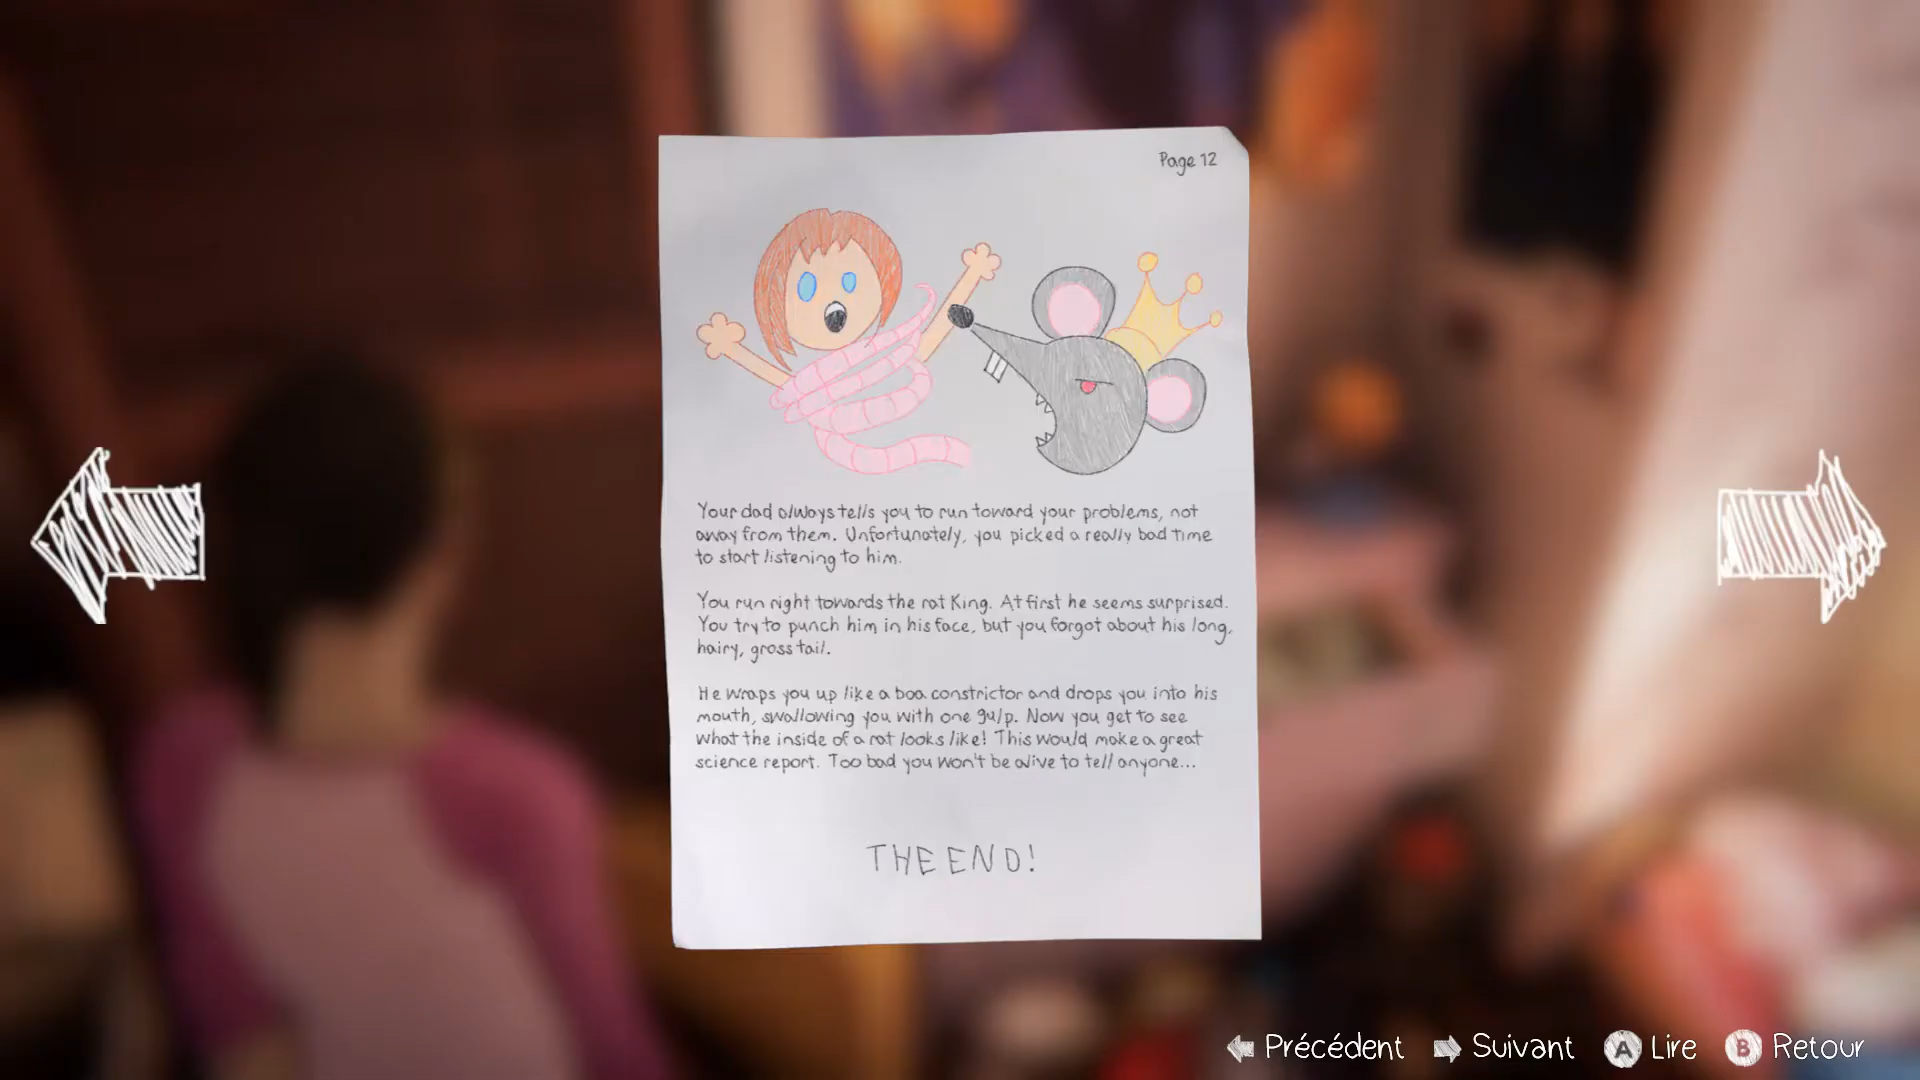 Page 12
Your dad always tells you to run toward your problems, not
away from them. Unfortunately, you picked a really bad time
to start listening to him.
You run right towards the rat King. At first he seems surprised.
You try to punch him in his face, but you forgot about his long,
hairy, gross tail.
He wraps you up like a boa constrictor and drops you into his
mouth, swallowing you with one gulp. Now you get to see
what the inside of a rat looks like! This would make a great
science report. Too bad you won't be alive to tell anyone...
THE END!
Précédent Suivant A Lire B Retour